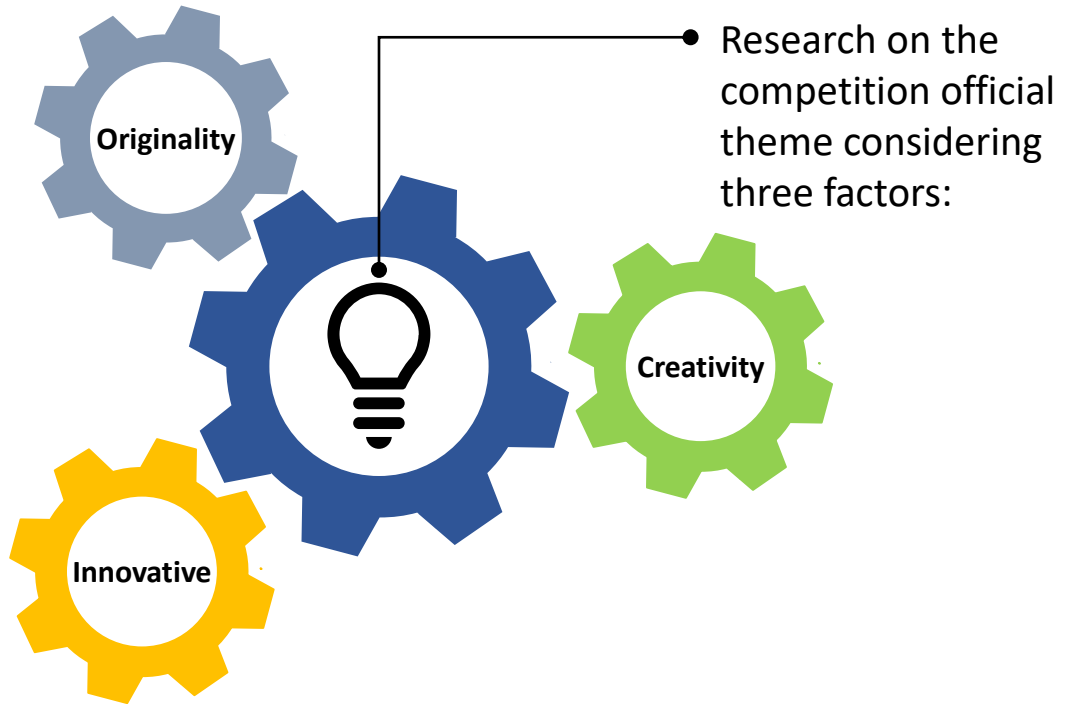 Research on the
competition official
theme considering
three factors:
Originality
Creativity
Innovative